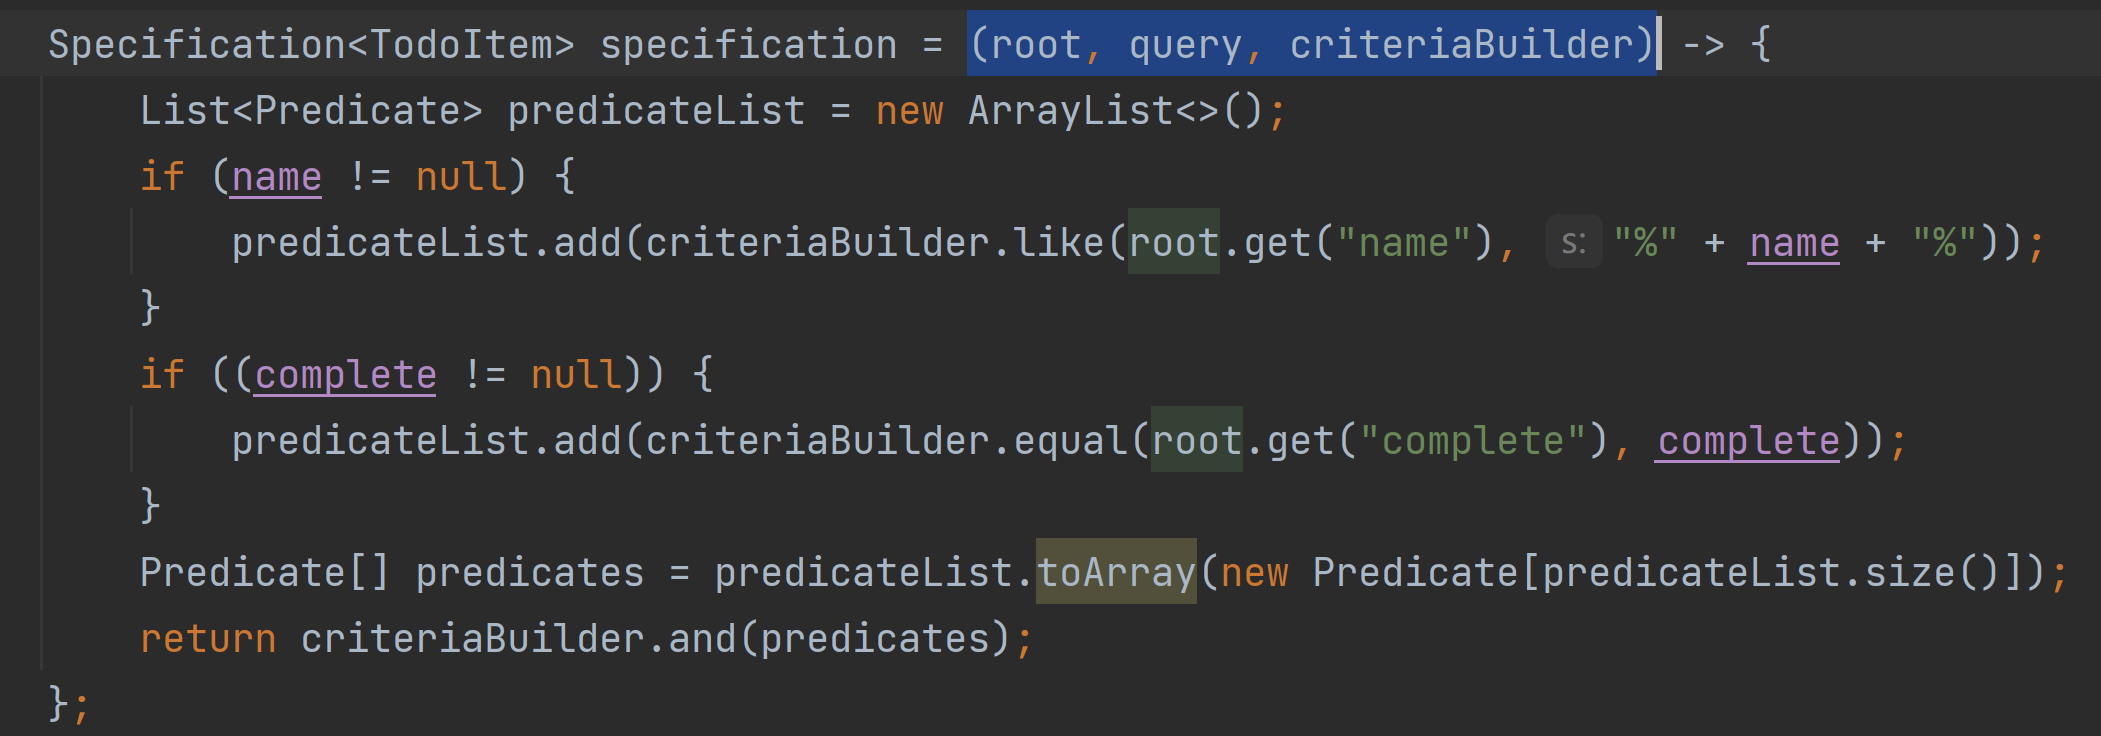 Specification<TodoItem> specification = (root, query, criteriaBuilder) -> {
    List<Predicate> predicateList = new ArrayList<>();
    if (name != null) {
        predicateList.add(criteriaBuilder.like(root.get("name"), s: "%" + name + "%"));
    }
    if ((complete != null)) {
        predicateList.add(criteriaBuilder.equal(root.get("complete"), complete));
    }
    Predicate[] predicates = predicateList.toArray(new Predicate[predicateList.size()]);
    return criteriaBuilder.and(predicates);
};